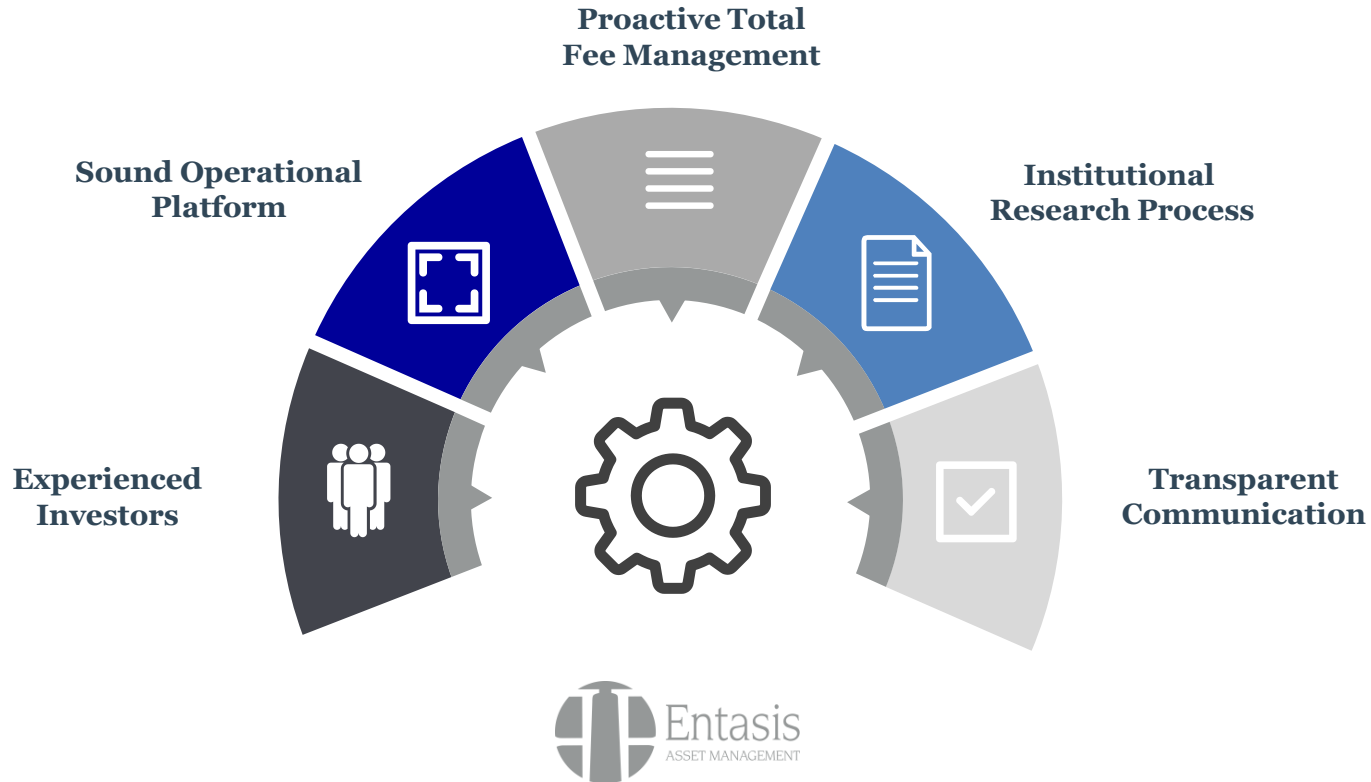 Proactive Total
Fee Management
Sound Operational
Platform
Institutional
Research Process
Experienced
Investors
Transparent
Communication
Entasis
ASSET MANAGEMENT